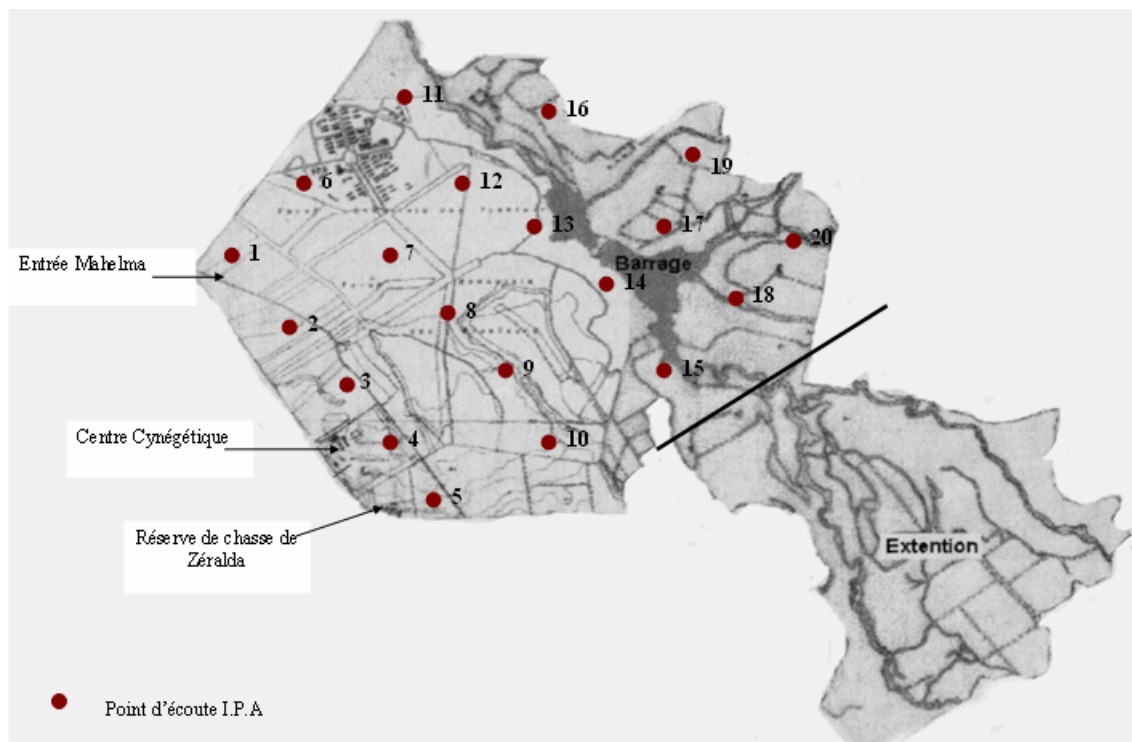 11
16
19
6
12
13
17
20
Entrée Mahelma
1
7
Barrage
14
18
2
8
15
3
9
Centre Cynégétique
4
10
5
Réserve de chasse de
Zéralda
Extention
Point d'écoute I.P.A